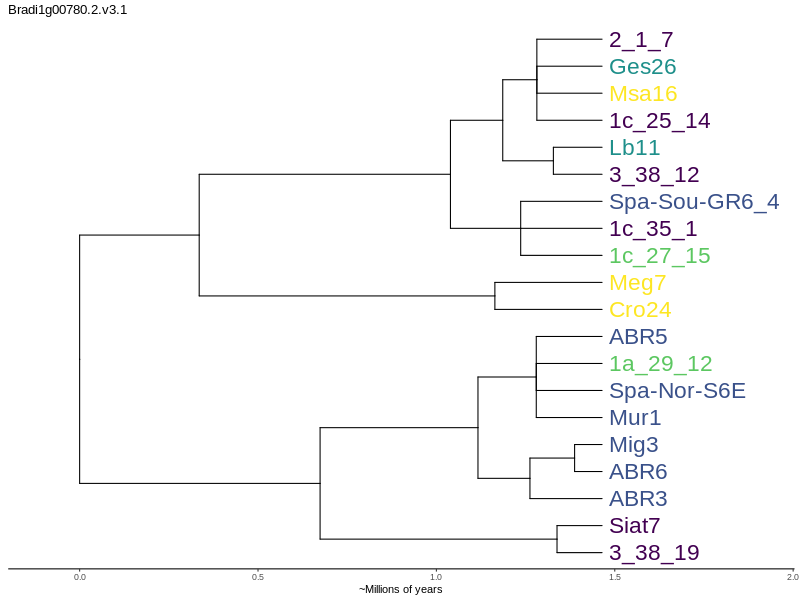 Bradi1g00780.2.v3.1
2_1_7
Ges26
Msa16
1c_25_14
Lb11
3_38_12
Spa-Sou-GR6_4
1c_35_1
1c_27_15
Meg7
Cro24
ABR5
1a_29_12
Spa-Nor-S6E
Mur1
Mig3
ABR6
ABR3
Siat7
3_38_19
0.0 0.5 1.0 1.5 2.0
~Millions of years